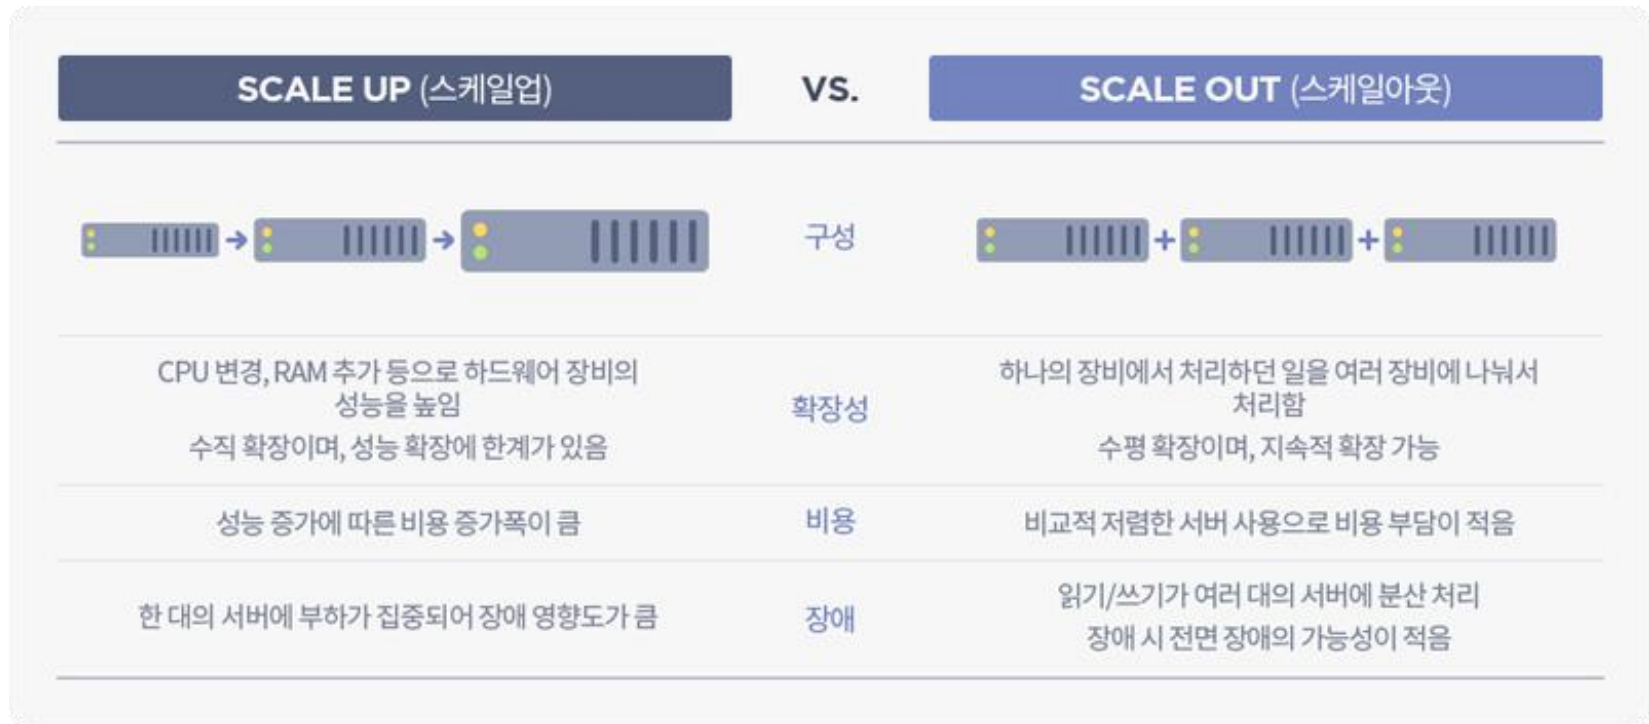 SCALE UP (스케일업)
VS.
SCALE OUT (스케일아웃)
구성
CPU 변경, RAM 추가 등으로 하드웨어 장비의
성능을 높임
수직 확장이며, 성능 확장에 한계가 있음
확장성
하나의 장비에서 처리하던 일을 여러 장비에 나눠서
처리함
수평 확장이며, 지속적 확장 가능
성능 증가에 따른 비용 증가폭이 큼
비용
비교적 저렴한 서버 사용으로 비용 부담이 적음
한 대의 서버에 부하가 집중되어 장애 영향도가 큼
장애
읽기/쓰기가 여러 대의 서버에 분산 처리
장애 시 전면 장애의 가능성이 적음